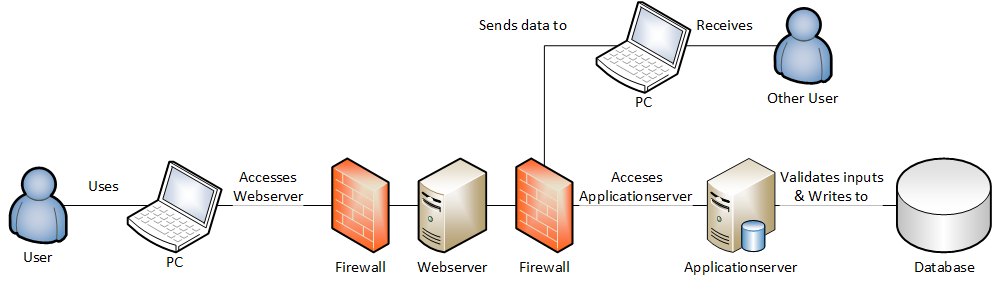 Sends data to
Receives
PC
Other User
Uses
Accesses
Webserver
Acceses
Applicationserver
Validates inputs
& Writes to
User
PC
Firewall
Webserver
Firewall
Applicationserver
Database